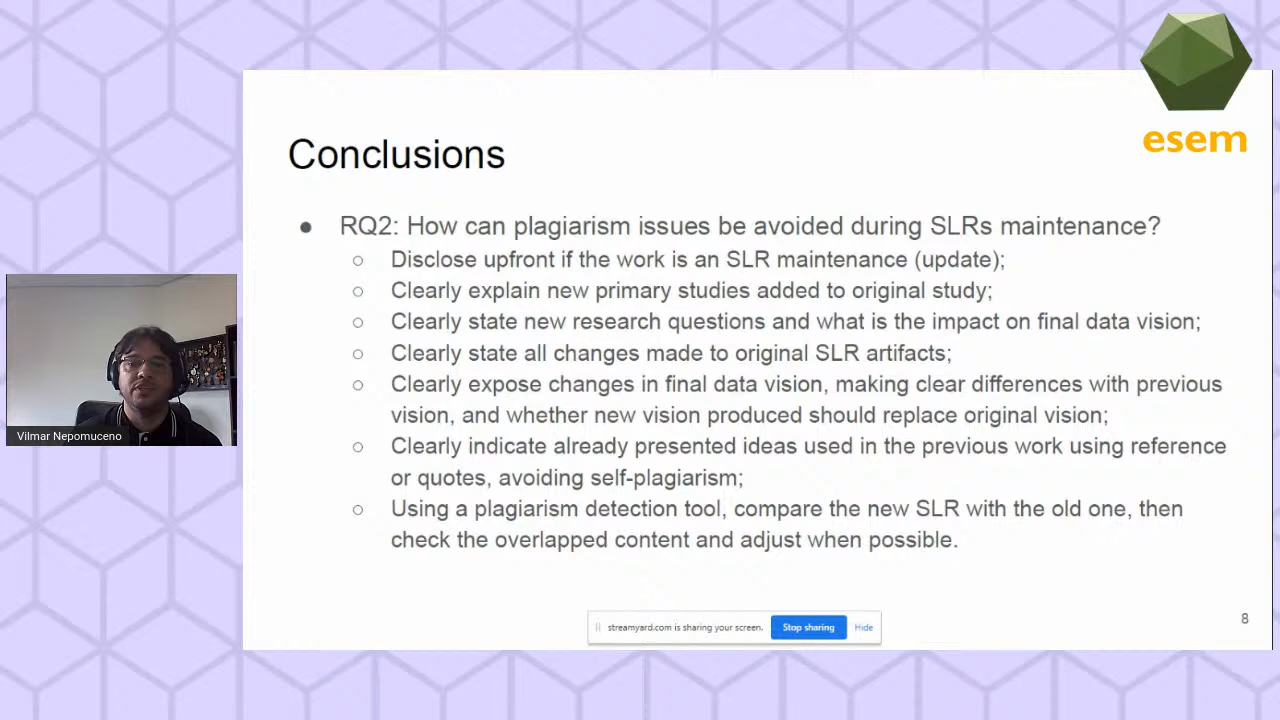 esem
Conclusions
● RQ2: How can plagiarism issues be avoided during SLRs maintenance?
○ Disclose upfront if the work is an SLR maintenance (update);
○ Clearly explain new primary studies added to original study;
○ Clearly state new research questions and what is the impact on final data vision;
○ Clearly state all changes made to original SLR artifacts;
○ Clearly expose changes in final data vision, making clear differences with previous
vision, and whether new vision produced should replace original vision;
○ Clearly indicate already presented ideas used in the previous work using reference
or quotes, avoiding self-plagiarism;
○ Using a plagiarism detection tool, compare the new SLR with the old one, then
check the overlapped content and adjust when possible.
Vilmar Nepomuceno
streamyard.com is sharing your screen. Stop sharing Hide
8